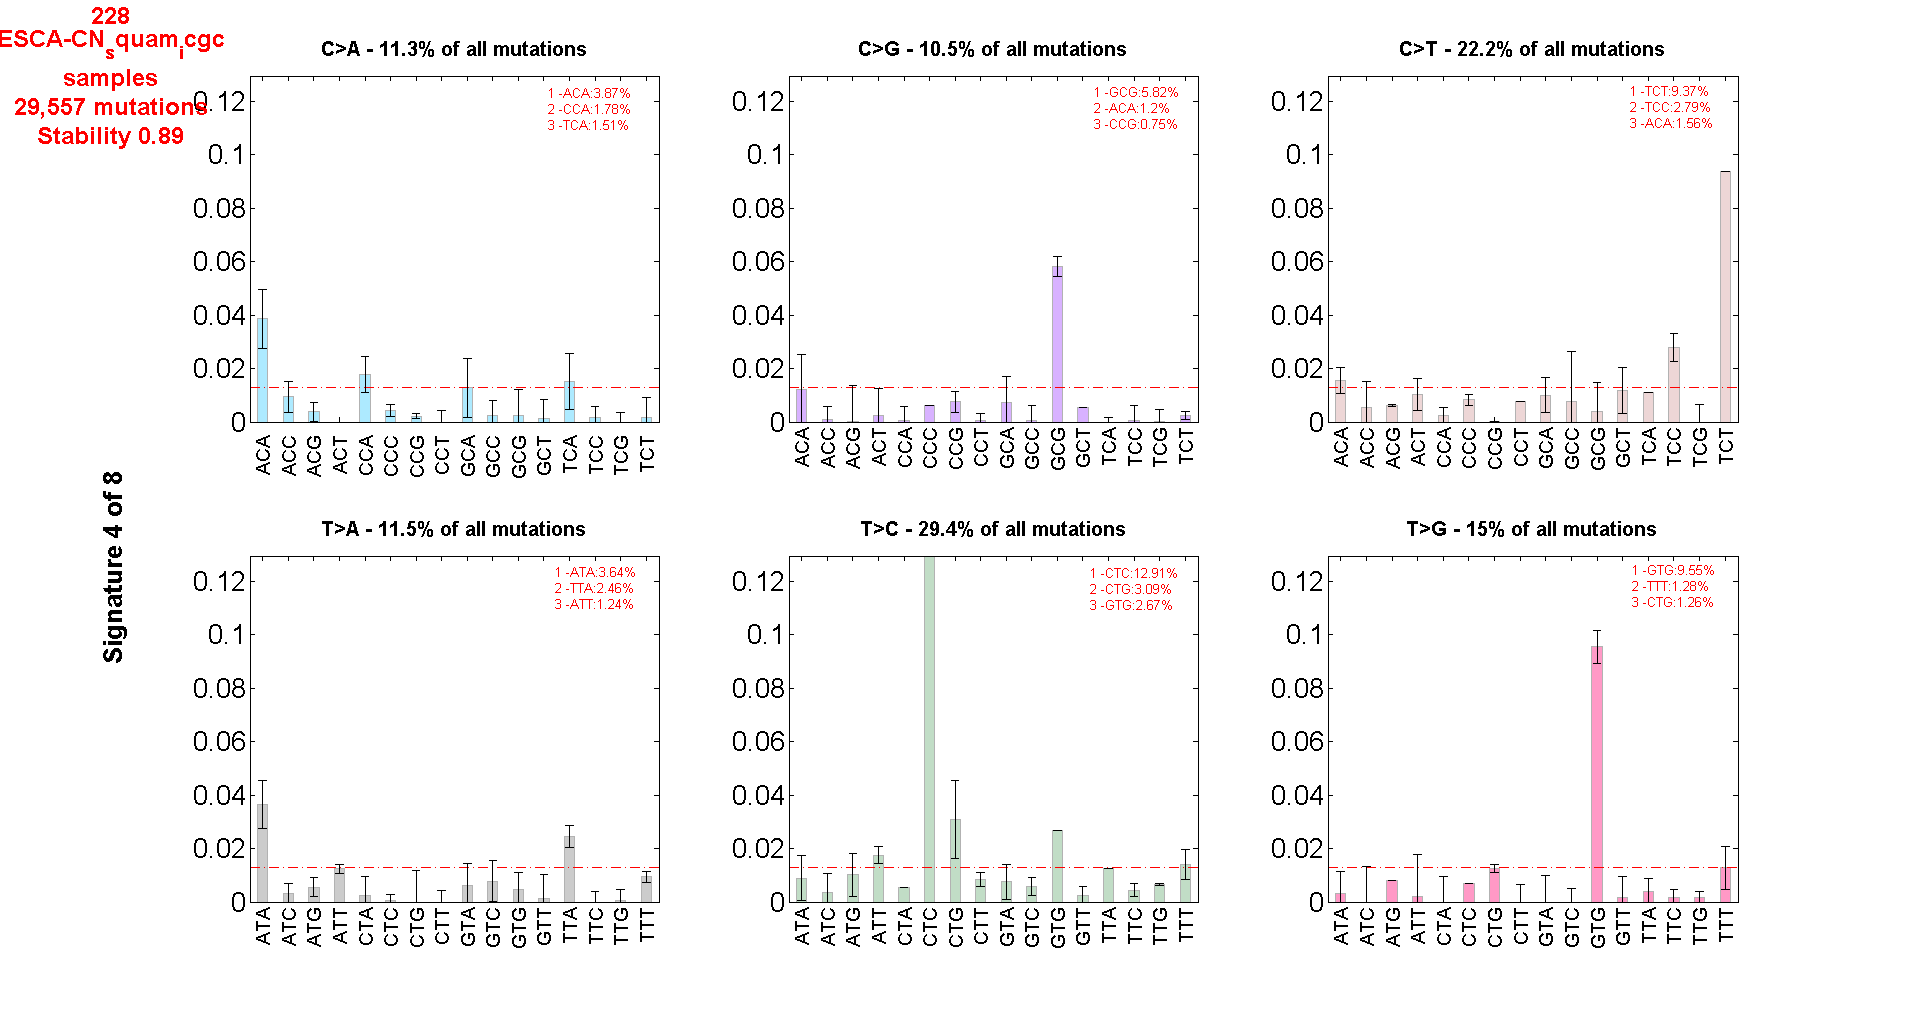 228
ESCA-CNsquamicgc
samples
29,557 mutations
Stability 0.89
Signature 4 of 8
C>A - 11.3% of all mutations
1 -ACA:3.87%
2 -CCA:1.78%
3 -TCA:1.51%
0.12
0.1
0.08
0.06
0.04
0.02
0
ACA ACC ACG ACT CCA CCC CCG CCT GCA GCC GCG GCT TCA TCC TCG TCT
C>G - 10.5% of all mutations
1 -GCG:5.82%
2 -ACA:1.2%
3 -CCG:0.75%
0.12
0.1
0.08
0.06
0.04
0.02
0
ACA ACC ACG ACT CCA CCC CCG CCT GCA GCC GCG GCT TCA TCC TCG TCT
C>T - 22.2% of all mutations
1 -TCT:9.37%
2 -TCC:2.79%
3 -ACA:1.56%
0.12
0.1
0.08
0.06
0.04
0.02
0
ACA ACC ACG ACT CCA CCC CCG CCT GCA GCC GCG GCT TCA TCC TCG TCT
T>A - 11.5% of all mutations
1 -ATA:3.64%
2 -TTA:2.46%
3 -ATT:1.24%
0.12
0.1
0.08
0.06
0.04
0.02
0
ATA ATC ATG ATT CTA CTC CTG CTT GTA GTC GTG GTT TTA TTC TTG TTT
T>C - 29.4% of all mutations
1 -CTC:12.91%
2 -CTG:3.09%
3 -GTG:2.67%
0.12
0.1
0.08
0.06
0.04
0.02
0
ATA ATC ATG ATT CTA CTC CTG CTT GTA GTC GTG GTT TTA TTC TTG TTT
T>G - 15% of all mutations
1 -GTG:9.55%
2 -TTT:1.28%
3 -CTG:1.26%
0.12
0.1
0.08
0.06
0.04
0.02
0
ATA ATC ATG ATT CTA CTC CTG CTT GTA GTC GTG GTT TTA TTC TTG TTT